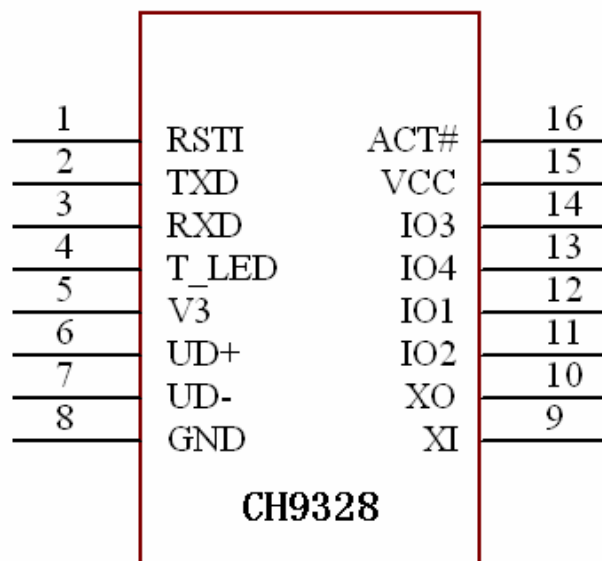 1 RSTI ACT# 16
2 TXD VCC 15
3 RXD IO3 14
4 T_LED IO4 13
5 V3 IO1 12
6 UD+ IO2 11
7 UD- XO 10
8 GND XI 9
CH9328